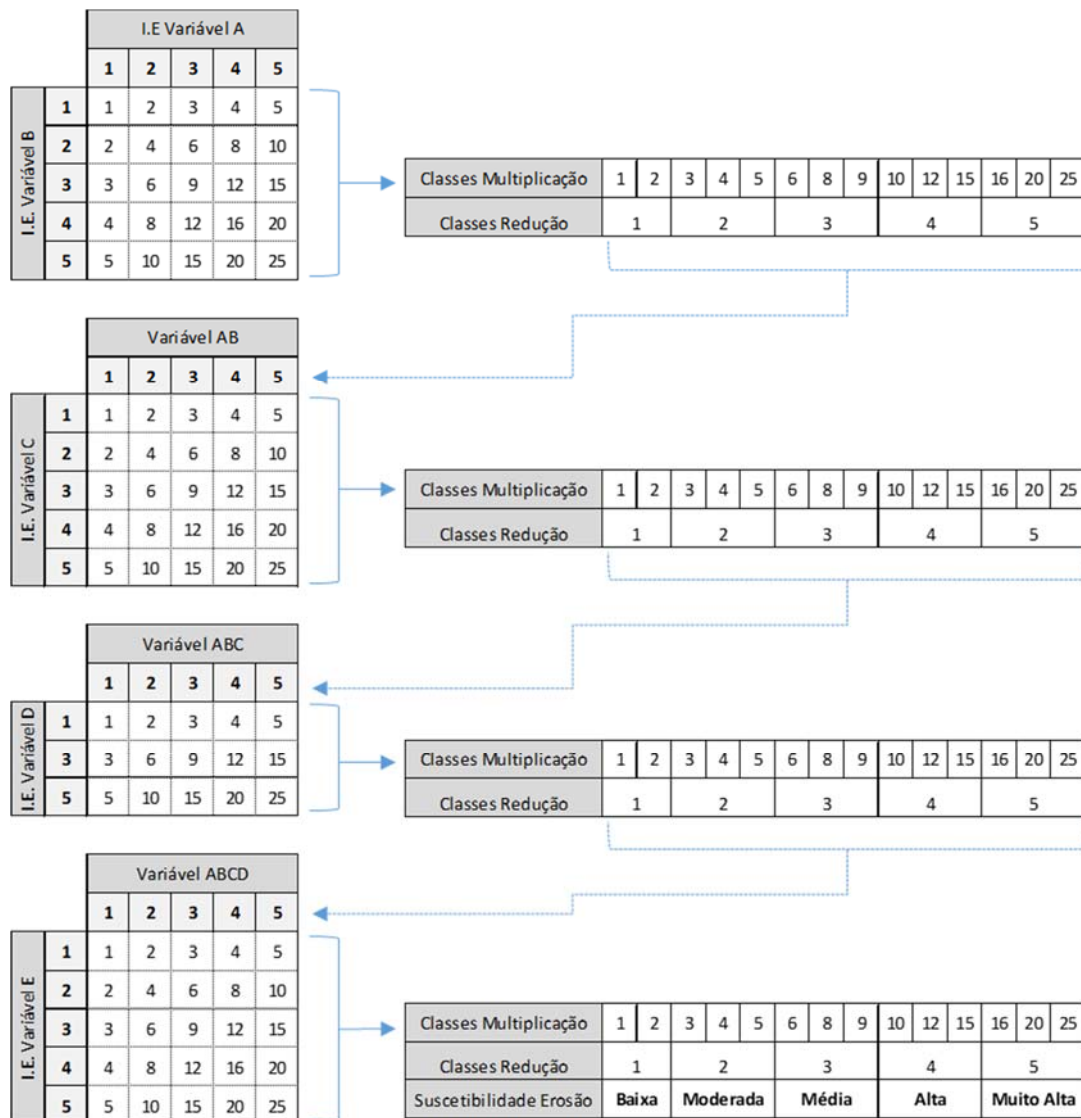 I.E Variável A
1 2 3 4 5
I.E. Variável B
1 1 2 3 4 5
2 2 4 6 8 10
3 3 6 9 12 15
4 4 8 12 16 20
5 5 10 15 20 25
Classes Multiplicação 1 2 3 4 5 6 8 9 10 12 15 16 20 25
Classes Redução 1 2 3 4 5
Variável AB
1 2 3 4 5
I.E. Variável C
1 1 2 3 4 5
2 2 4 6 8 10
3 3 6 9 12 15
4 4 8 12 16 20
5 5 10 15 20 25
Classes Multiplicação 1 2 3 4 5 6 8 9 10 12 15 16 20 25
Classes Redução 1 2 3 4 5
Variável ABC
1 2 3 4 5
I.E. Variável D
1 1 2 3 4 5
3 3 6 9 12 15
5 5 10 15 20 25
Classes Multiplicação 1 2 3 4 5 6 8 9 10 12 15 16 20 25
Classes Redução 1 2 3 4 5
Variável ABCD
1 2 3 4 5
I.E. Variável E
1 1 2 3 4 5
2 2 4 6 8 10
3 3 6 9 12 15
4 4 8 12 16 20
5 5 10 15 20 25
Classes Multiplicação 1 2 3 4 5 6 8 9 10 12 15 16 20 25
Classes Redução 1 2 3 4 5
Suscetibilidade Erosão Baixa Moderada Média Alta Muito Alta